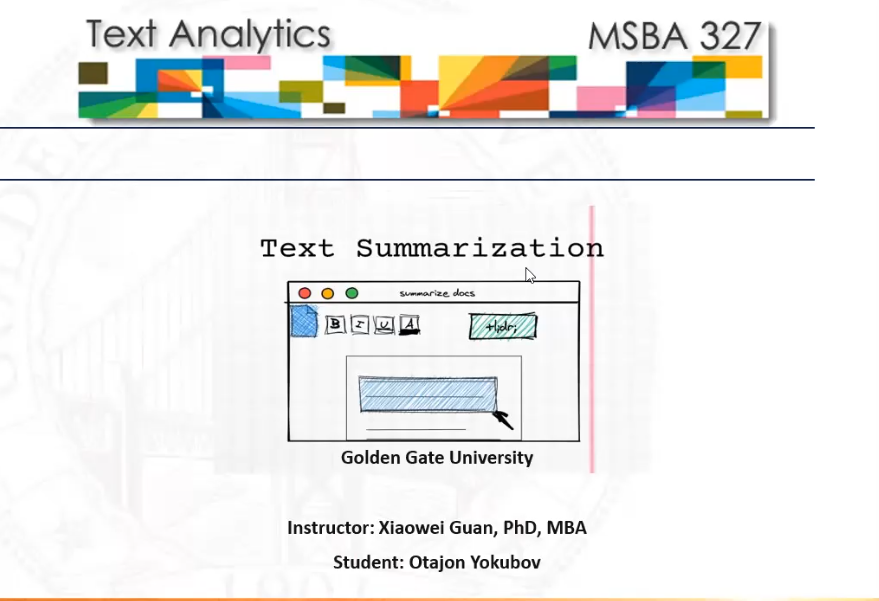 Text Analytics MSBA 327
Text Summarization
summarize docs
B I U A
tl;dr;
Golden Gate University
Instructor: Xiaowei Guan, PhD, MBA
Student: Otajon Yokubov